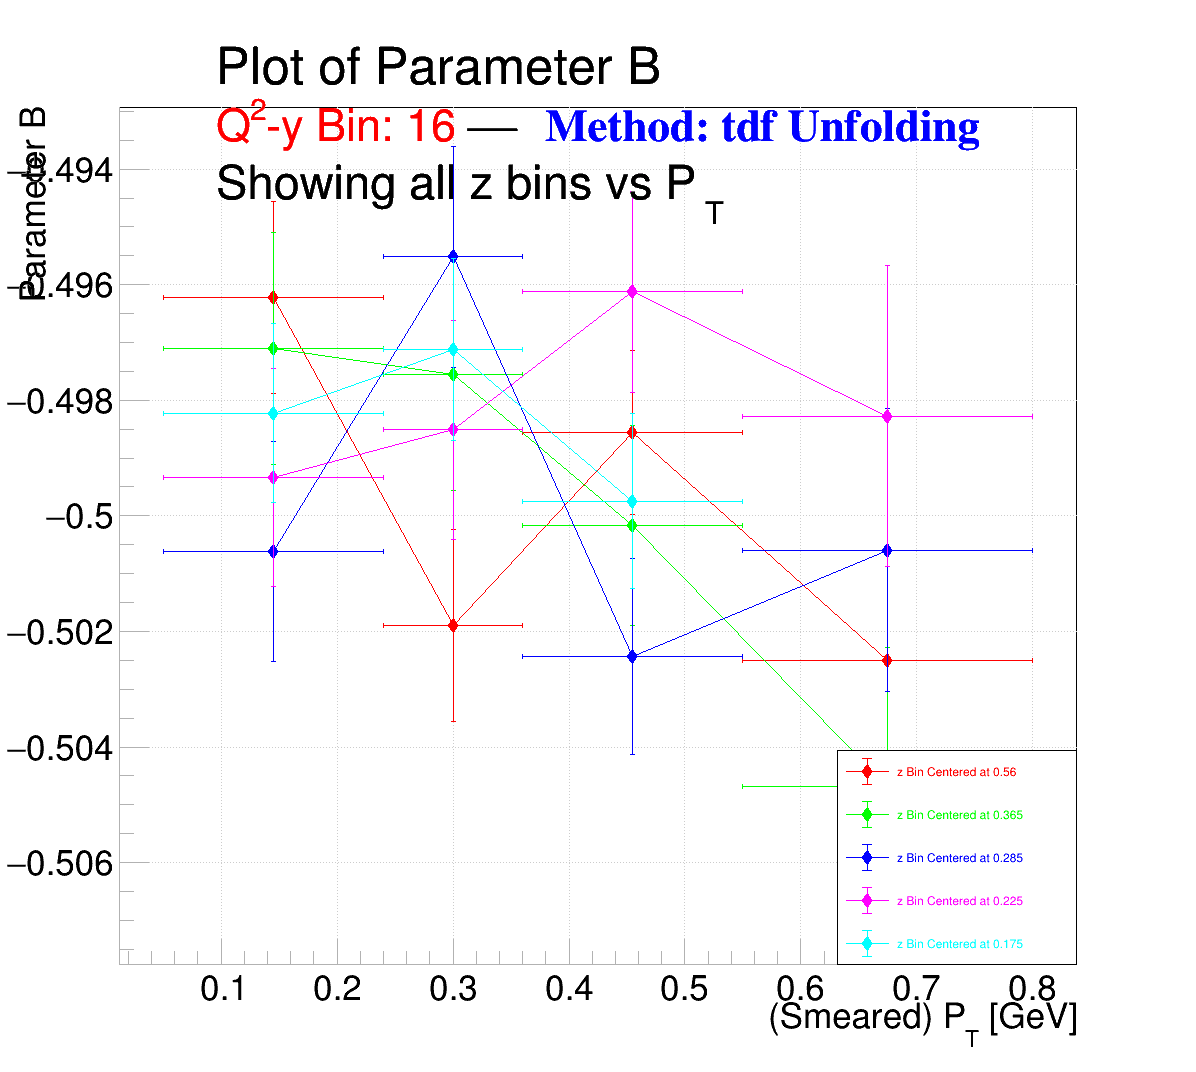 Plot of Parameter B
Q²-y Bin: 16 — Method: tdf Unfolding
Showing all z bins vs P_T
Parameter B
−0.494
−0.496
−0.498
−0.5
−0.502
−0.504
−0.506
z Bin Centered at 0.56
z Bin Centered at 0.365
z Bin Centered at 0.285
z Bin Centered at 0.225
z Bin Centered at 0.175
0.1 0.2 0.3 0.4 0.5 0.6 0.7 0.8
(Smeared) P_T [GeV]